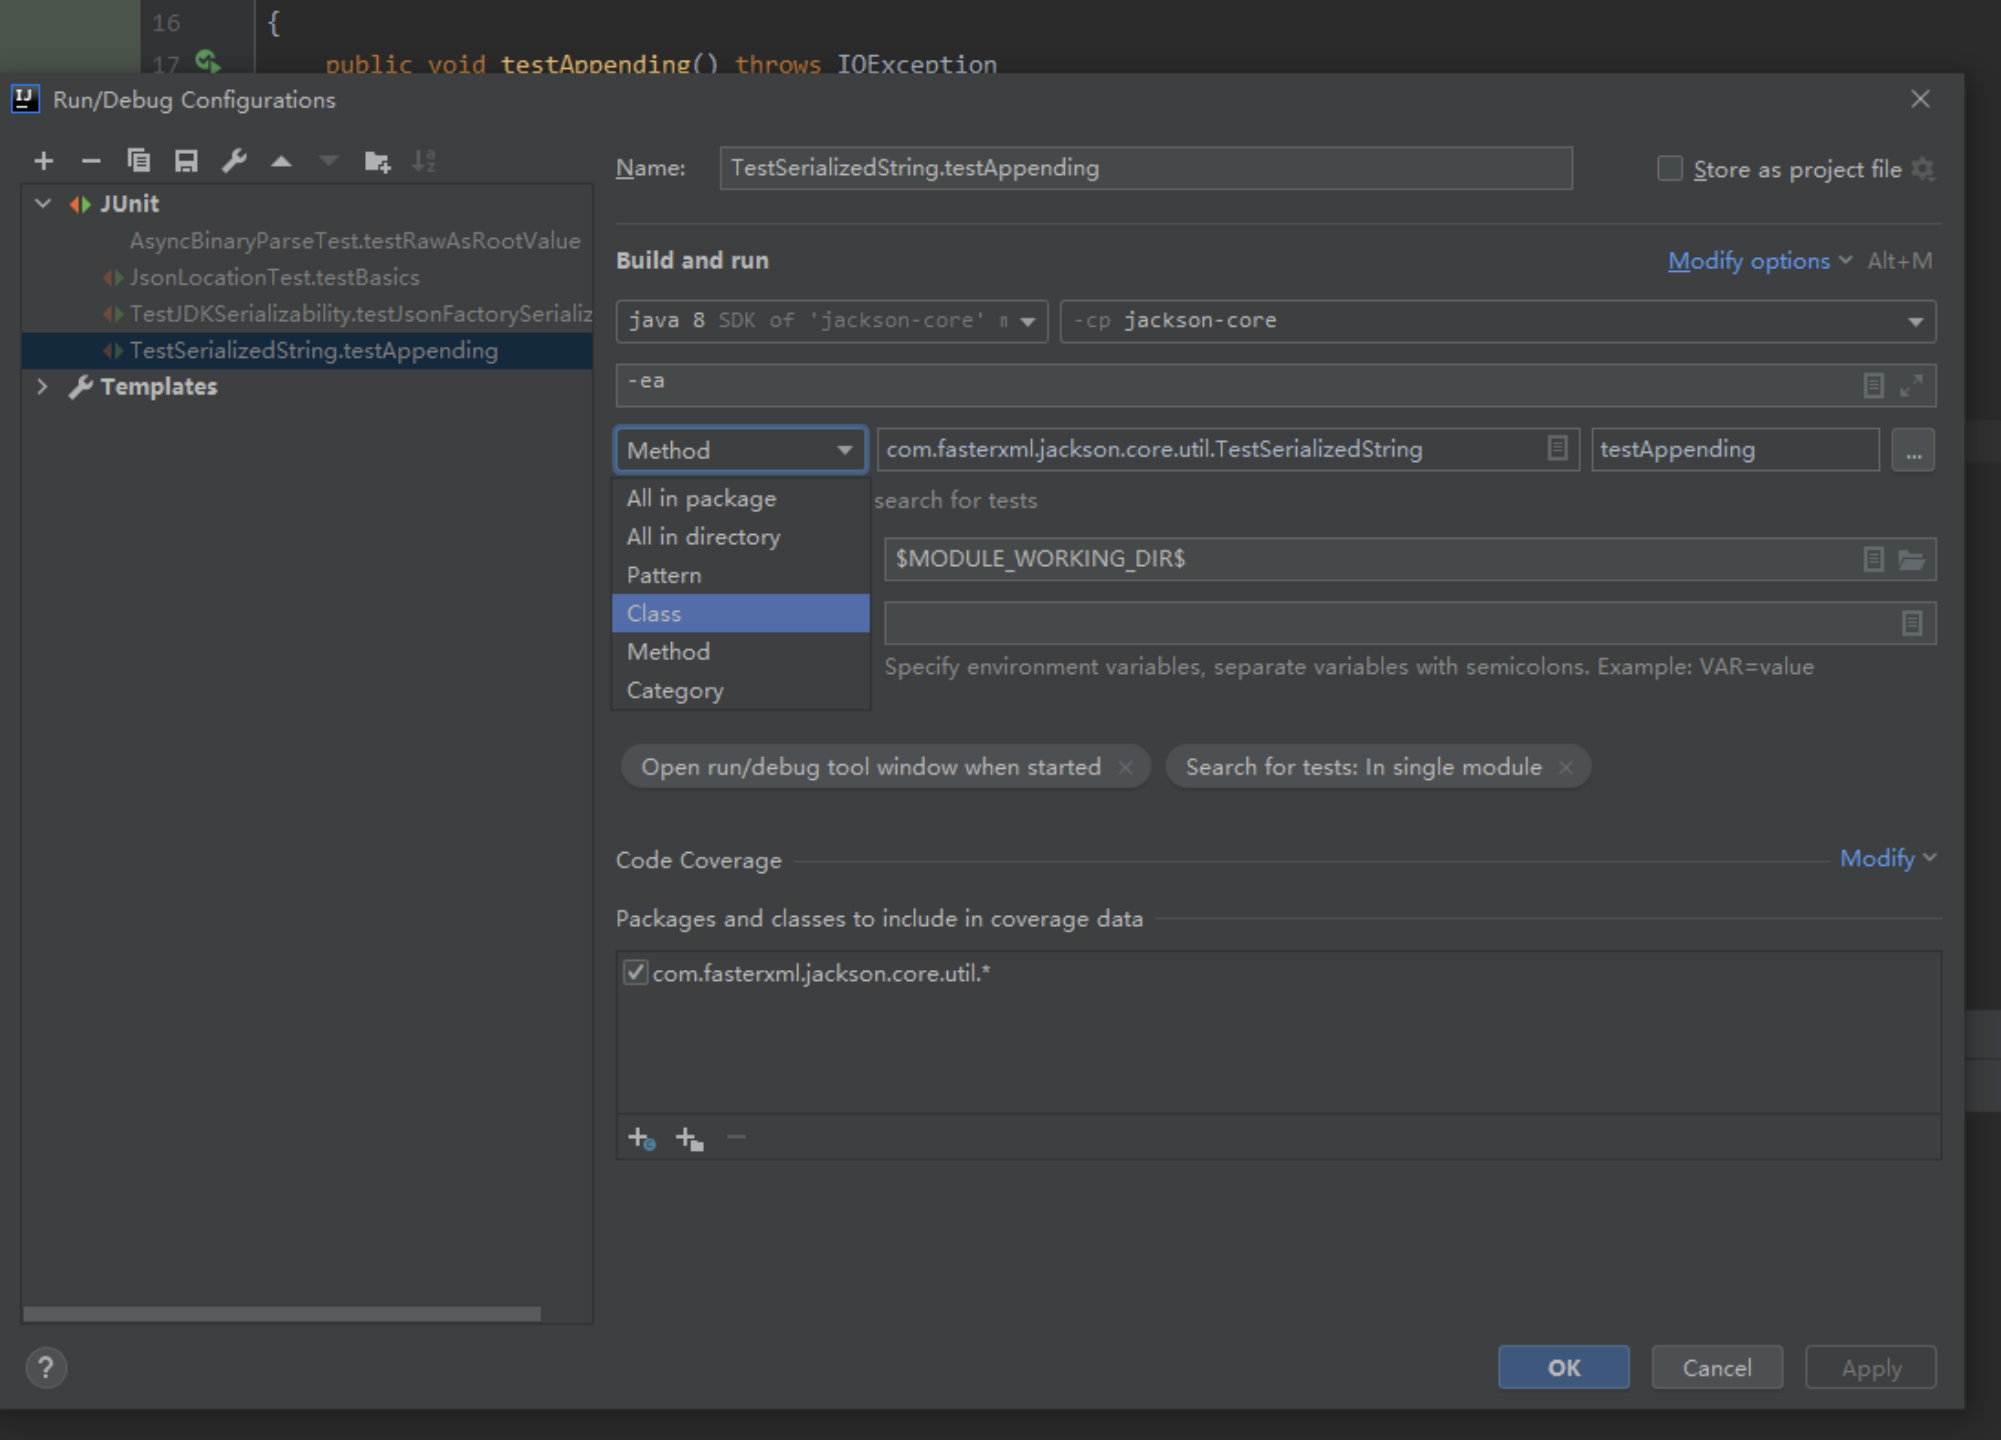 16 {
17 public void testAppending() throws IOException
Run/Debug Configurations
Name: TestSerializedString.testAppending Store as project file
JUnit
AsyncBinaryParseTest.testRawAsRootValue
JsonLocationTest.testBasics
TestJDKSerializability.testJsonFactorySerializ
TestSerializedString.testAppending
Templates
Build and run Modify options Alt+M
java 8 SDK of 'jackson-core' -cp jackson-core
-ea
Method com.fasterxml.jackson.core.util.TestSerializedString testAppending ...
All in package search for tests
All in directory
$MODULE_WORKING_DIR$
Pattern
Class
Method
Specify environment variables, separate variables with semicolons. Example: VAR=value
Category
Open run/debug tool window when started Search for tests: In single module
Code Coverage Modify
Packages and classes to include in coverage data
com.fasterxml.jackson.core.util.*
? OK Cancel Apply